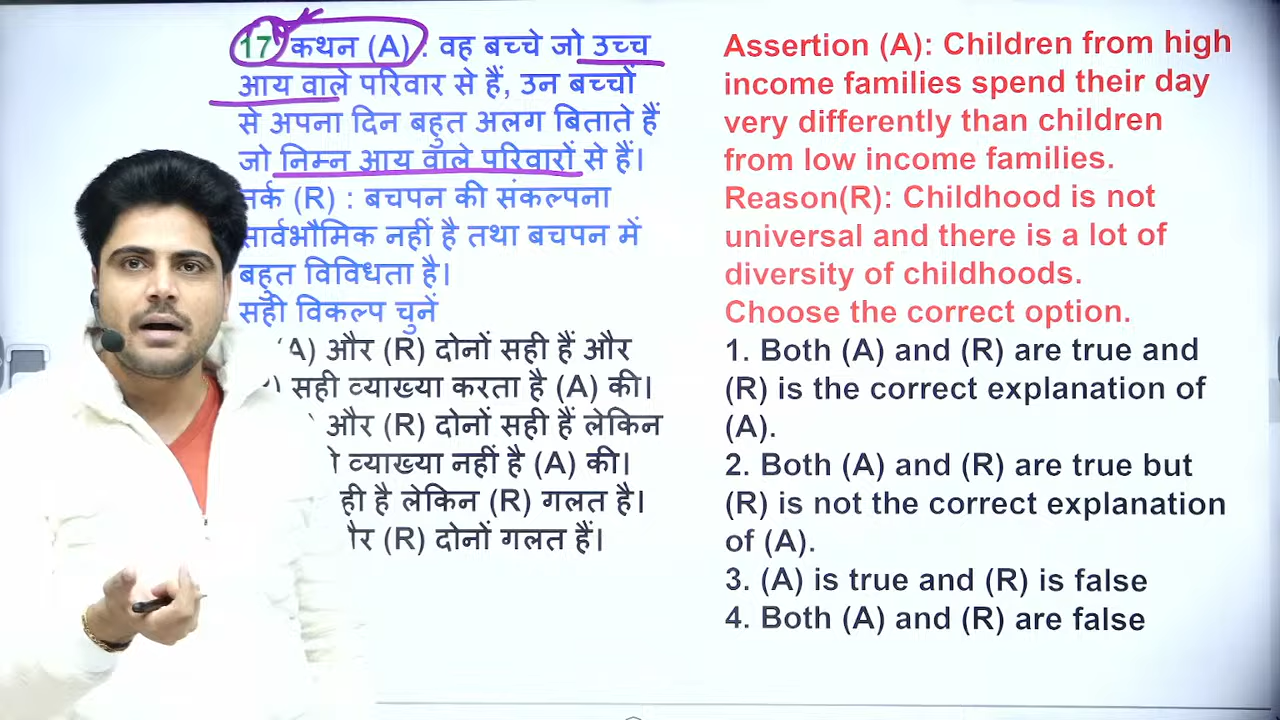 17 कथन (A) : वह बच्चे जो उच्च
आय वाले परिवार से हैं, उन बच्चों
से अपना दिन बहुत अलग बिताते हैं
जो निम्न आय वाले परिवारों से हैं।
(R) : बचपन की संकल्पना
सार्वभौमिक नहीं है तथा बचपन में
बहुत विविधता है।
सही विकल्प चुनें
A) और (R) दोनों सही हैं और
) सही व्याख्या करता है (A) की।
और (R) दोनों सही हैं लेकिन
व्याख्या नहीं है (A) की।
है लेकिन (R) गलत है।
(R) दोनों गलत हैं।
Assertion (A): Children from high
income families spend their day
very differently than children
from low income families.
Reason(R): Childhood is not
universal and there is a lot of
diversity of childhoods.
Choose the correct option.
1. Both (A) and (R) are true and
(R) is the correct explanation of
(A).
2. Both (A) and (R) are true but
(R) is not the correct explanation
of (A).
3. (A) is true and (R) is false
4. Both (A) and (R) are false